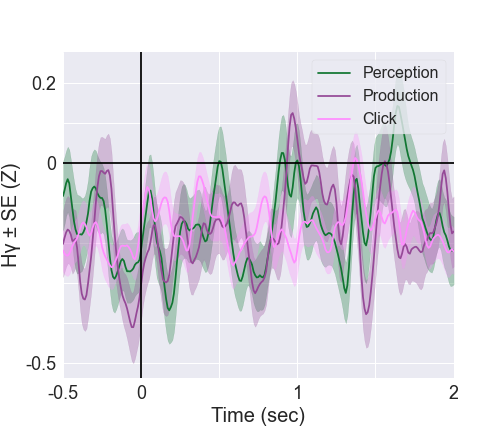 Perception
Production
Click
0.2
0
-0.5
Hγ ± SE (Z)
-0.5
0
1
2
Time (sec)